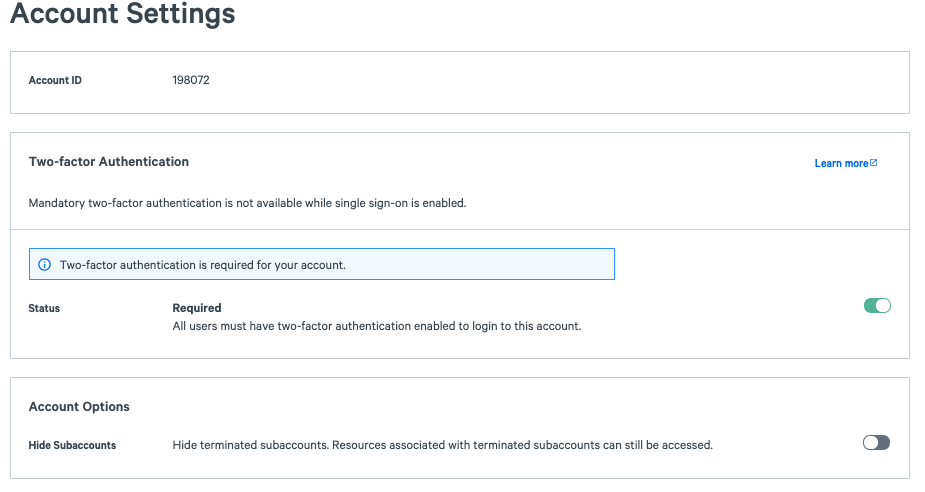 Account Settings
Account ID 198072
Two-factor Authentication Learn more
Mandatory two-factor authentication is not available while single sign-on is enabled.
Two-factor authentication is required for your account.
Status Required
All users must have two-factor authentication enabled to login to this account.
Account Options
Hide Subaccounts Hide terminated subaccounts. Resources associated with terminated subaccounts can still be accessed.